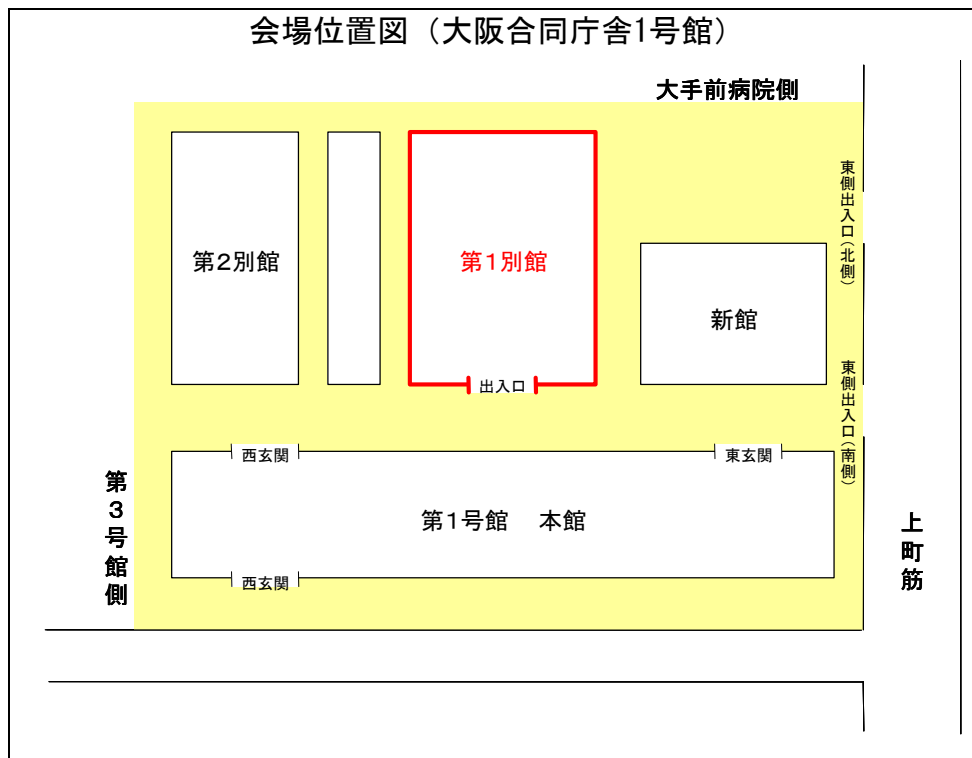 会場位置図（大阪合同庁舎1号館）
大手前病院側
東側出入口（北側）
第２別館
第１別館
新館
出入口
東側出入口（南側）
西玄関
東玄関
第３号館側
第１号館　本館
上町筋
西玄関